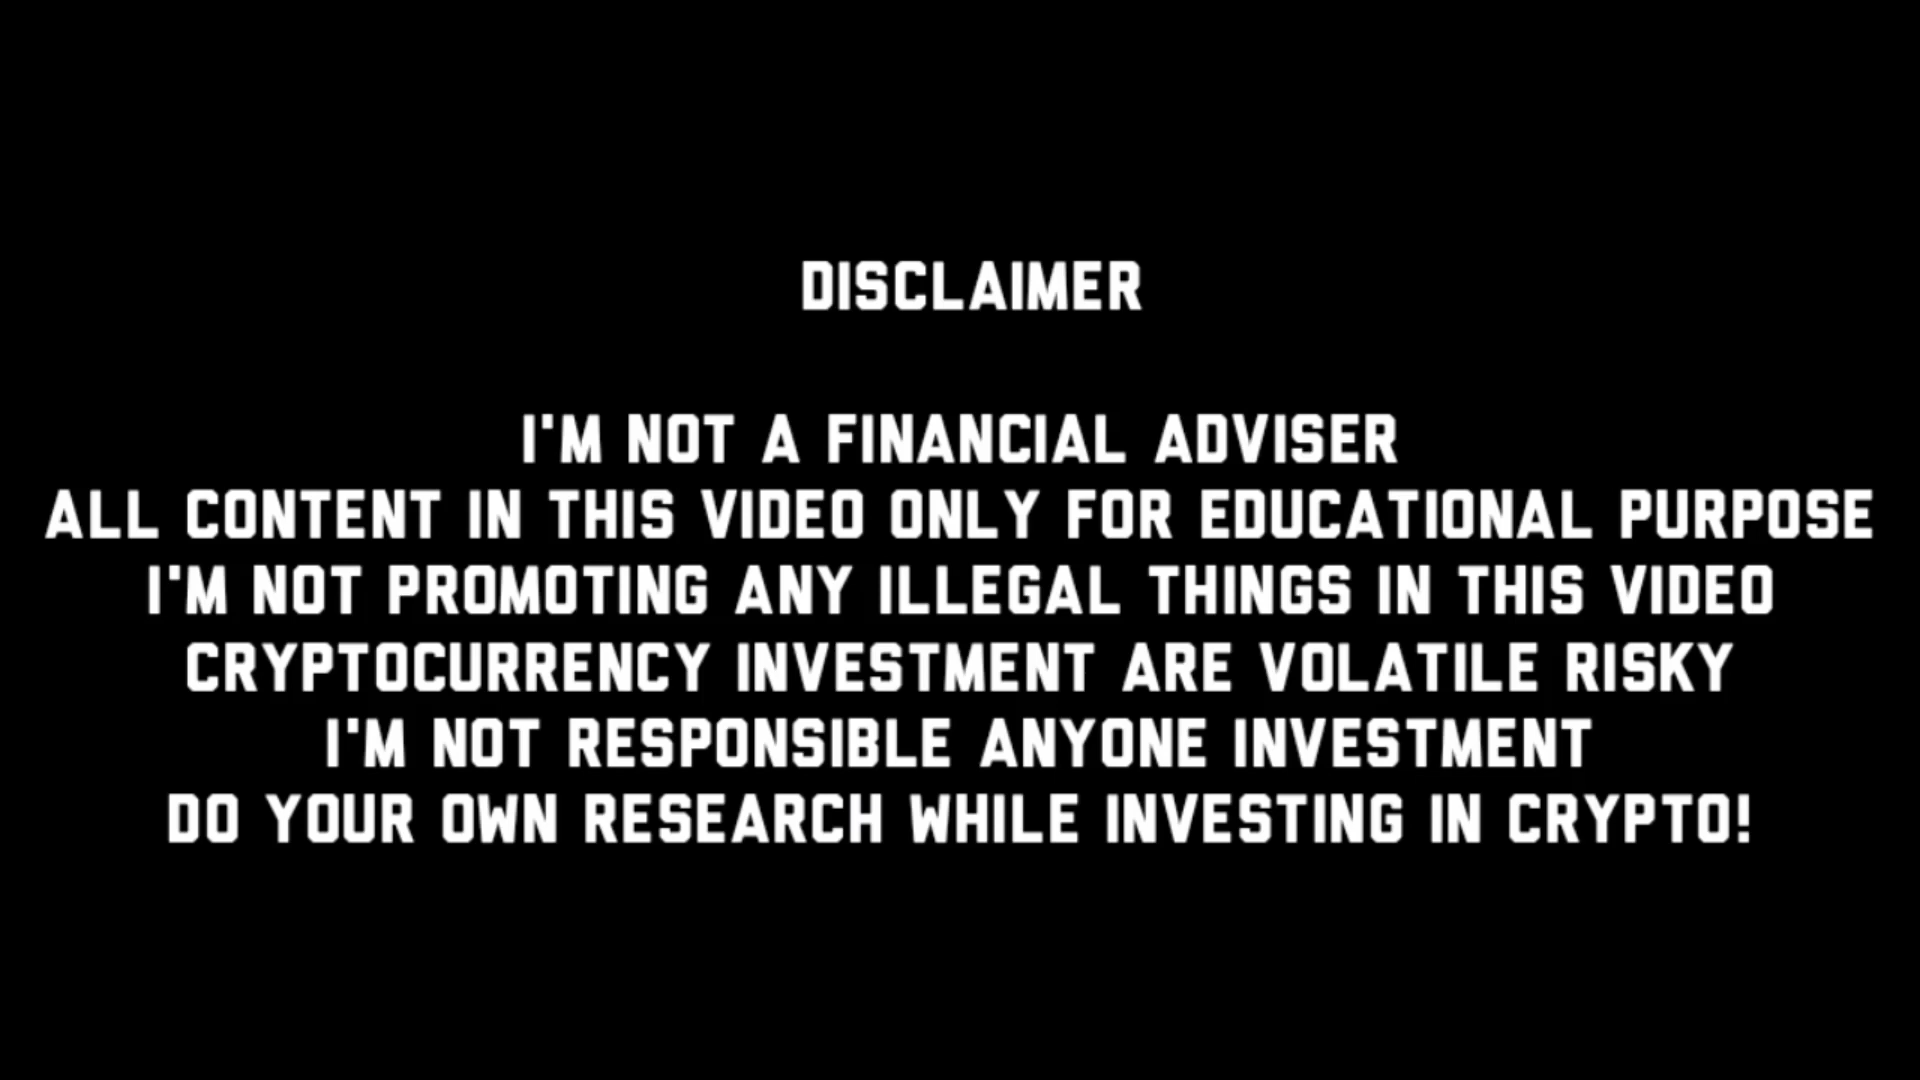 DISCLAIMER
I'M NOT A FINANCIAL ADVISER
ALL CONTENT IN THIS VIDEO ONLY FOR EDUCATIONAL PURPOSE
I'M NOT PROMOTING ANY ILLEGAL THINGS IN THIS VIDEO
CRYPTOCURRENCY INVESTMENT ARE VOLATILE RISKY
I'M NOT RESPONSIBLE ANYONE INVESTMENT
DO YOUR OWN RESEARCH WHILE INVESTING IN CRYPTO!